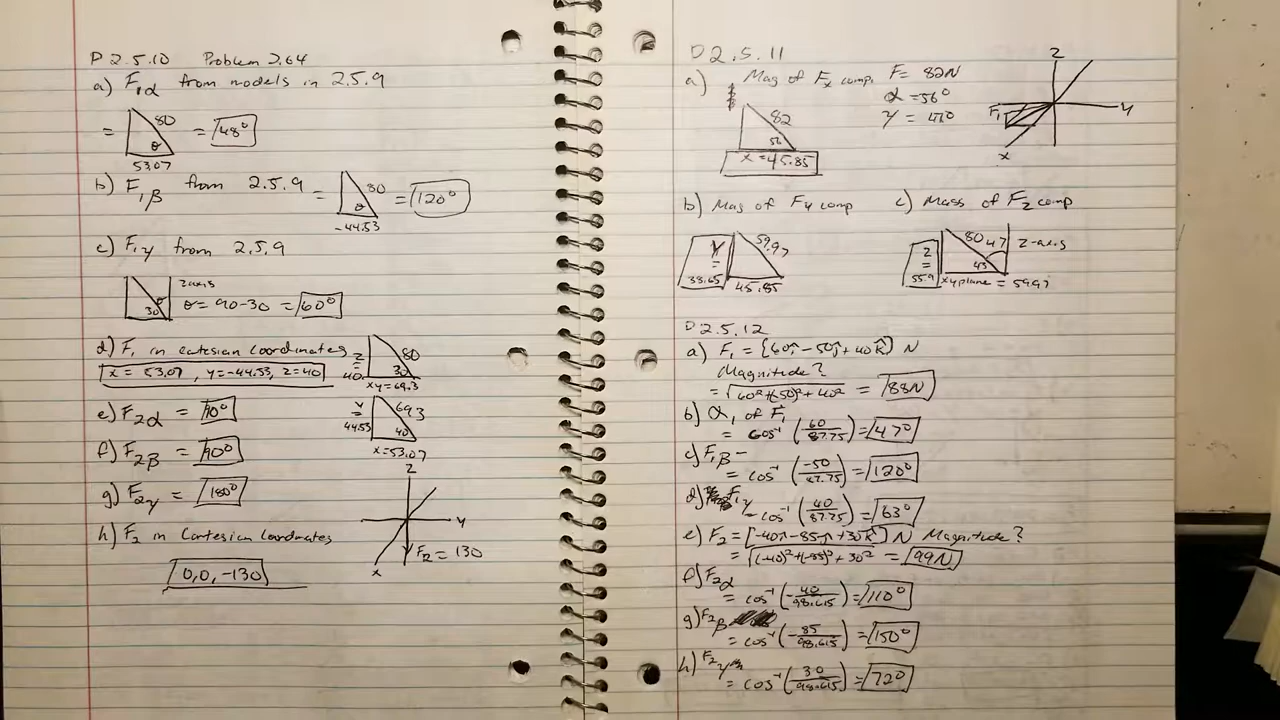 P 2.5.10 Problem 2,64
a) F₁α from models in 2.5.9
= 80 θ 53.07 = 48°
b) F₁β from 2.5.9 = 80 θ -44.53 = 120°
c) F₁γ from 2.5.9
30 θ z axis θ = 90-30 = 60°
d) F₁ in cartesian coordinates
x = 53.07, y=-44.53, z=40
z = 40 80 30 xy=69.3
e) F₂α = 90°
y = 44.53 69.3 40 x=53.07
f) F₂β = 90°
g) F₂γ = 180°
h) F₂ in Cartesian Coordinates
0,0,-130
z y x F₂ = 130
P 2.5.11
a) Mag of Fx comp. F = 82N
α = 56°
γ = 47°
82 56 x = 45.85
z y x F₁
b) Mag of Fy comp c) Mass of Fz comp
y = 38.65 59.97 45.85
z = 55.9 80 47 43 z-axis xy plane = 59.97
P 2.5.12
a) F₁ = [60î - 50ĵ + 40k̂] N
Magnitude?
= √60²+(-50)²+40² = 88N
b) α₁ of F₁
= cos⁻¹ (60/87.75) = 47°
c) F₁β -
= cos⁻¹ (-50/87.75) = 120°
d) F₁γ
= cos⁻¹ (40/87.75) = 63°
e) F₂ = [-40î -85ĵ +30k̂] N Magnitude?
= √(-40)²+(-85)²+30² = 99N
f) F₂α
= cos⁻¹ (-40/98.615) = 110°
g) F₂β
= cos⁻¹ (-85/98.615) = 150°
h) F₂γ
= cos⁻¹ (30/98.615) = 72°